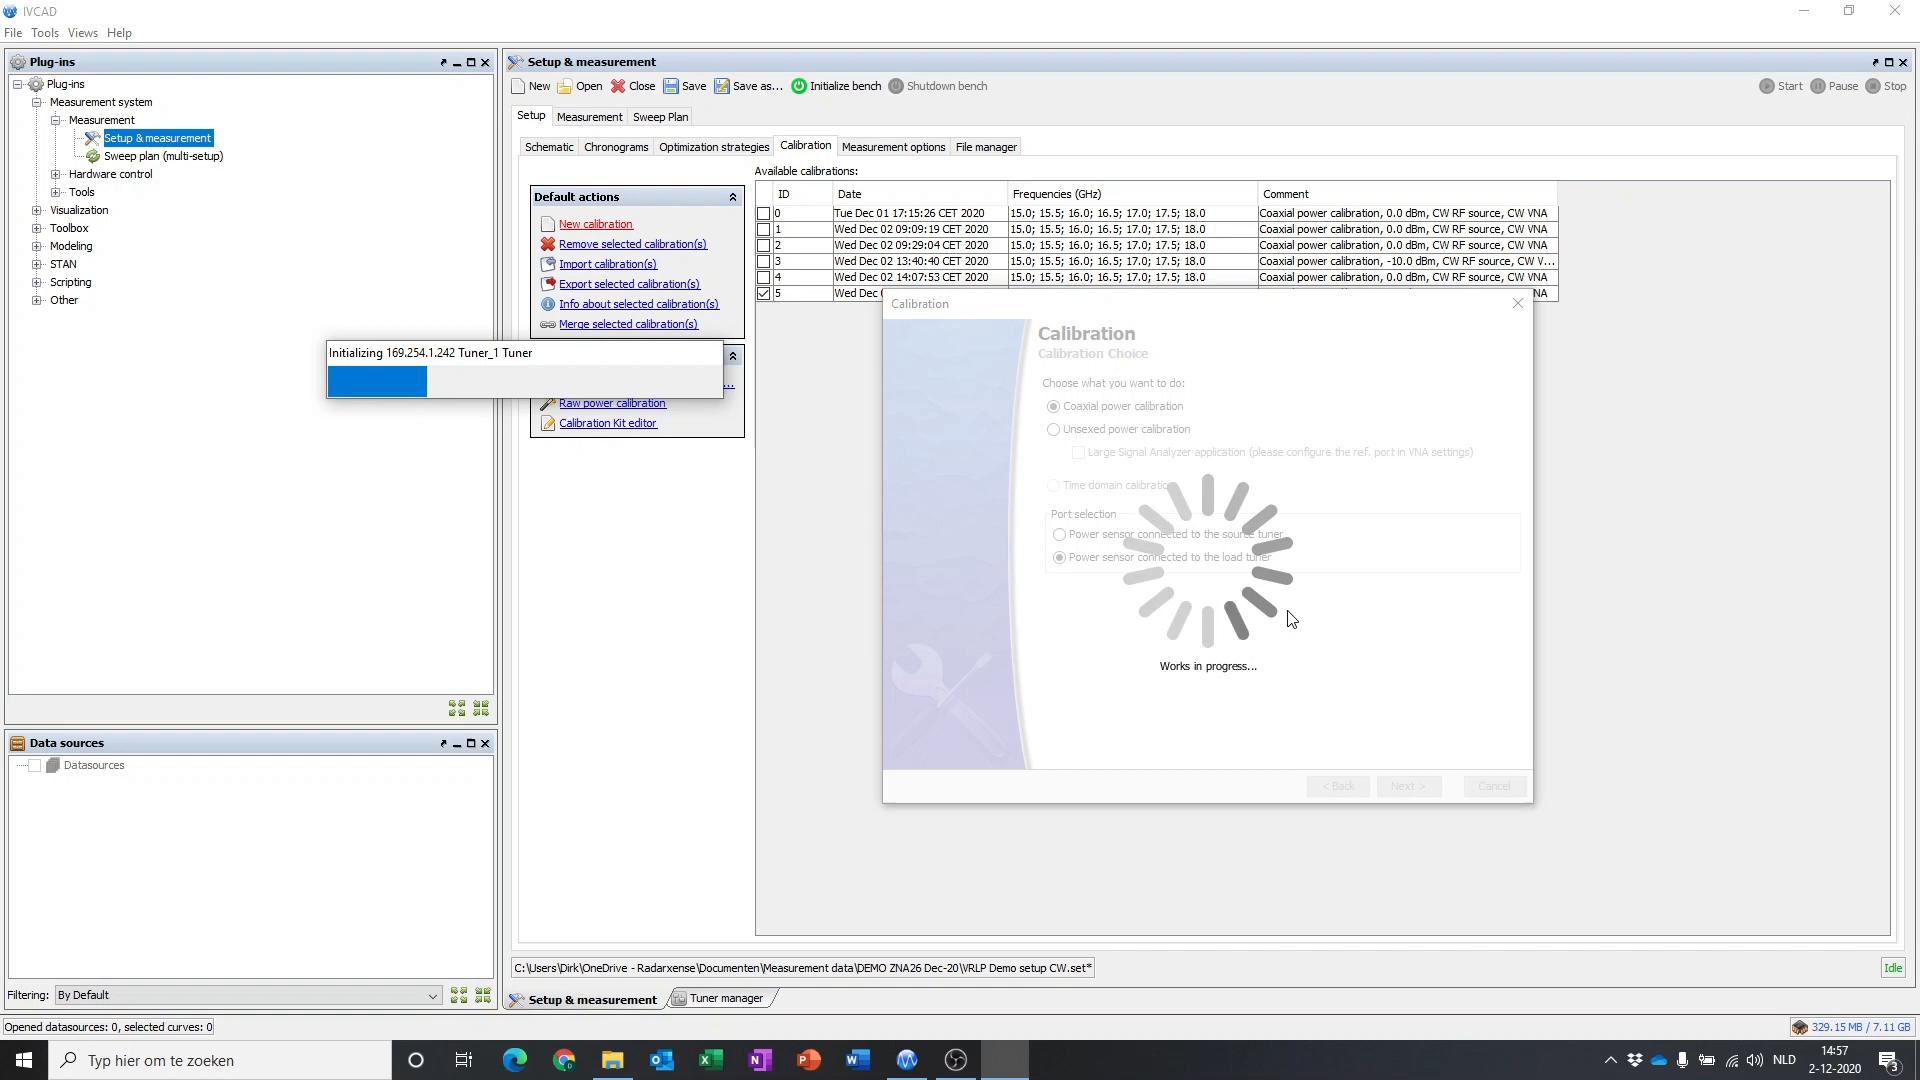 IVCAD
File Tools Views Help
Plug-ins
Plug-ins
Measurement system
Measurement
Setup & measurement
Sweep plan (multi-setup)
Hardware control
Tools
Visualization
Toolbox
Modeling
STAN
Scripting
Other
Data sources
Datasources
Filtering: By Default
Opened datasources: 0, selected curves: 0
Setup & measurement
New Open Close Save Save as... Initialize bench Shutdown bench Start Pause Stop
Setup Measurement Sweep Plan
Schematic Chronograms Optimization strategies Calibration Measurement options File manager
Default actions
New calibration
Remove selected calibration(s)
Import calibration(s)
Export selected calibration(s)
Info about selected calibration(s)
Merge selected calibration(s)
...
Raw power calibration
Calibration Kit editor
Initializing 169.254.1.242 Tuner_1 Tuner
Available calibrations:
ID Date Frequencies (GHz) Comment
0 Tue Dec 01 17:15:26 CET 2020 15.0; 15.5; 16.0; 16.5; 17.0; 17.5; 18.0 Coaxial power calibration, 0.0 dBm, CW RF source, CW VNA
1 Wed Dec 02 09:09:19 CET 2020 15.0; 15.5; 16.0; 16.5; 17.0; 17.5; 18.0 Coaxial power calibration, 0.0 dBm, CW RF source, CW VNA
2 Wed Dec 02 09:29:04 CET 2020 15.0; 15.5; 16.0; 16.5; 17.0; 17.5; 18.0 Coaxial power calibration, 0.0 dBm, CW RF source, CW VNA
3 Wed Dec 02 13:40:40 CET 2020 15.0; 15.5; 16.0; 16.5; 17.0; 17.5; 18.0 Coaxial power calibration, -10.0 dBm, CW RF source, CW V...
4 Wed Dec 02 14:07:53 CET 2020 15.0; 15.5; 16.0; 16.5; 17.0; 17.5; 18.0 Coaxial power calibration, 0.0 dBm, CW RF source, CW VNA
5 Wed Dec NA
Calibration
Calibration
Calibration Choice
Choose what you want to do:
Coaxial power calibration
Unsexed power calibration
Large Signal Analyzer application (please configure the ref. port in VNA settings)
Time domain calibration
Port selection
Power sensor connected to the source tuner
Power sensor connected to the load tuner
Works in progress...
< Back Next > Cancel
C:\Users\Dirk\OneDrive - Radarxense\Documenten\Measurement data\DEMO ZNA26 Dec-20\VRLP Demo setup CW.set*
Idle
Setup & measurement Tuner manager
329.15 MB / 7.11 GB
Typ hier om te zoeken
NLD
14:57
2-12-2020
3